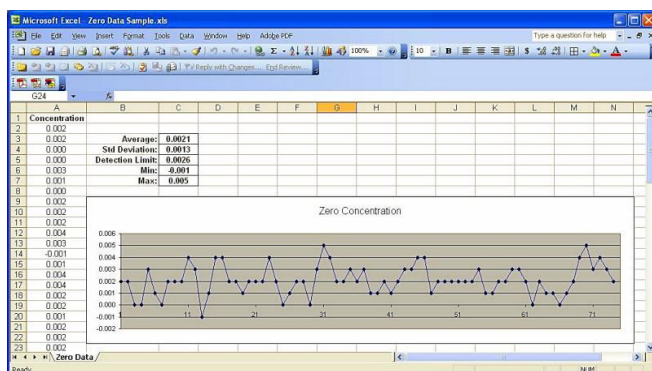 Microsoft Excel - Zero Data Sample.xls
File Edit View Insert Format Tools Data Window Help Adobe PDF
Type a question for help
100%
10
B
$ %
Reply with Changes... End Review...
G24 fx
A B C D E F G H I J K L M N
1 Concentration
2 0.002
3 0.002 Average: 0.0021
4 0.000 Std Deviation: 0.0013
5 0.000 Detection Limit: 0.0026
6 0.003 Min: -0.001
7 0.001 Max: 0.005
8 0.000
9 0.002
10 0.002
11 0.002
12 0.004
13 0.003
14 -0.001
15 0.001
16 0.004
17 0.004
18 0.002
19 0.002
20 0.001
21 0.002
22 0.002
23 0.002
Zero Concentration
0.006
0.005
0.004
0.003
0.002
0.001
0.000
-0.001
-0.002
1 11 21 31 41 51 61 71
Zero Data
Ready
NUM